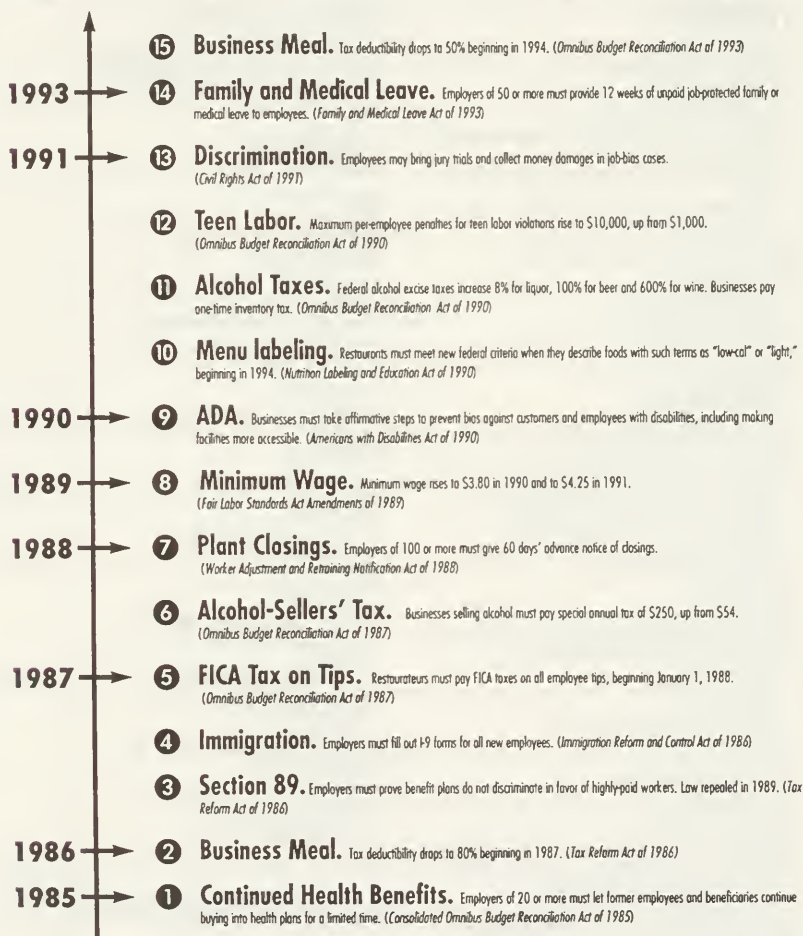 15 Business Meal. Tax deductibility drops to 50% beginning in 1994. (Omnibus Budget Reconciliation Act of 1993)
1993 14 Family and Medical Leave. Employers of 50 or more must provide 12 weeks of unpaid job-protected family or
medical leave to employees. (Family and Medical Leave Act of 1993)
1991 13 Discrimination. Employees may bring jury trials and collect money damages in job-bias cases.
(Civil Rights Act of 1991)
12 Teen Labor. Maximum per-employee penalties for teen labor violations rise to $10,000, up from $1,000.
(Omnibus Budget Reconciliation Act of 1990)
11 Alcohol Taxes. Federal alcohol excise taxes increase 8% for liquor, 100% for beer and 600% for wine. Businesses pay
one-time inventory tax. (Omnibus Budget Reconciliation Act of 1990)
10 Menu labeling. Restaurants must meet new federal criteria when they describe foods with such terms as "low-cal" or "light,"
beginning in 1994. (Nutrition Labeling and Education Act of 1990)
1990 9 ADA. Businesses must take affirmative steps to prevent bias against customers and employees with disabilities, including making
facilities more accessible. (Americans with Disabilities Act of 1990)
1989 8 Minimum Wage. Minimum wage rises to $3.80 in 1990 and to $4.25 in 1991.
(Fair Labor Standards Act Amendments of 1989)
1988 7 Plant Closings. Employers of 100 or more must give 60 days' advance notice of closings.
(Worker Adjustment and Retraining Notification Act of 1988)
6 Alcohol-Sellers' Tax. Businesses selling alcohol must pay special annual tax of $250, up from $54.
(Omnibus Budget Reconciliation Act of 1987)
1987 5 FICA Tax on Tips. Restaurateurs must pay FICA taxes on all employee tips, beginning January 1, 1988.
(Omnibus Budget Reconciliation Act of 1987)
4 Immigration. Employers must fill out I-9 forms for all new employees. (Immigration Reform and Control Act of 1986)
3 Section 89. Employers must prove benefit plans do not discriminate in favor of highly-paid workers. Law repealed in 1989. (Tax
Reform Act of 1986)
1986 2 Business Meal. Tax deductibility drops to 80% beginning in 1987. (Tax Reform Act of 1986)
1985 1 Continued Health Benefits. Employers of 20 or more must let former employees and beneficiaries continue
buying into health plans for a limited time. (Consolidated Omnibus Budget Reconciliation Act of 1985)